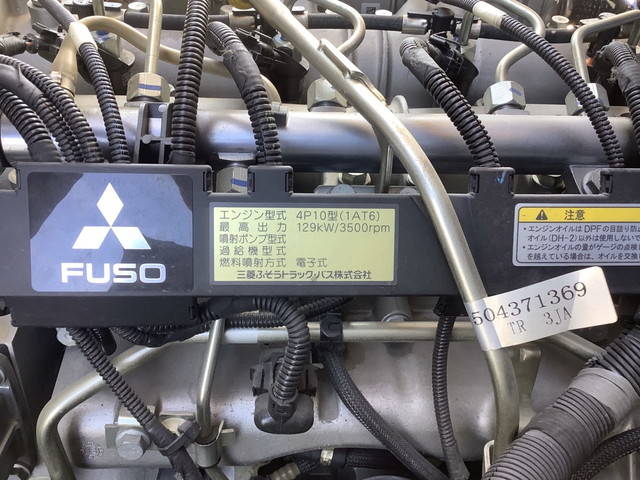 FUSO
エンジン型式 4P10型(1AT6)
最高出力 129kW/3500rpm
噴射ポンプ型式
過給機型式
燃料噴射方式 電子式
三菱ふそうトラック・バス株式会社
注意
・エンジンオイルはDPFの目詰り防
オイル(DH-2)以外は使用しないで
・エンジンオイルの量がゲージの点検
を越えている場合は、オイルを交換
504371369
TR 3JA